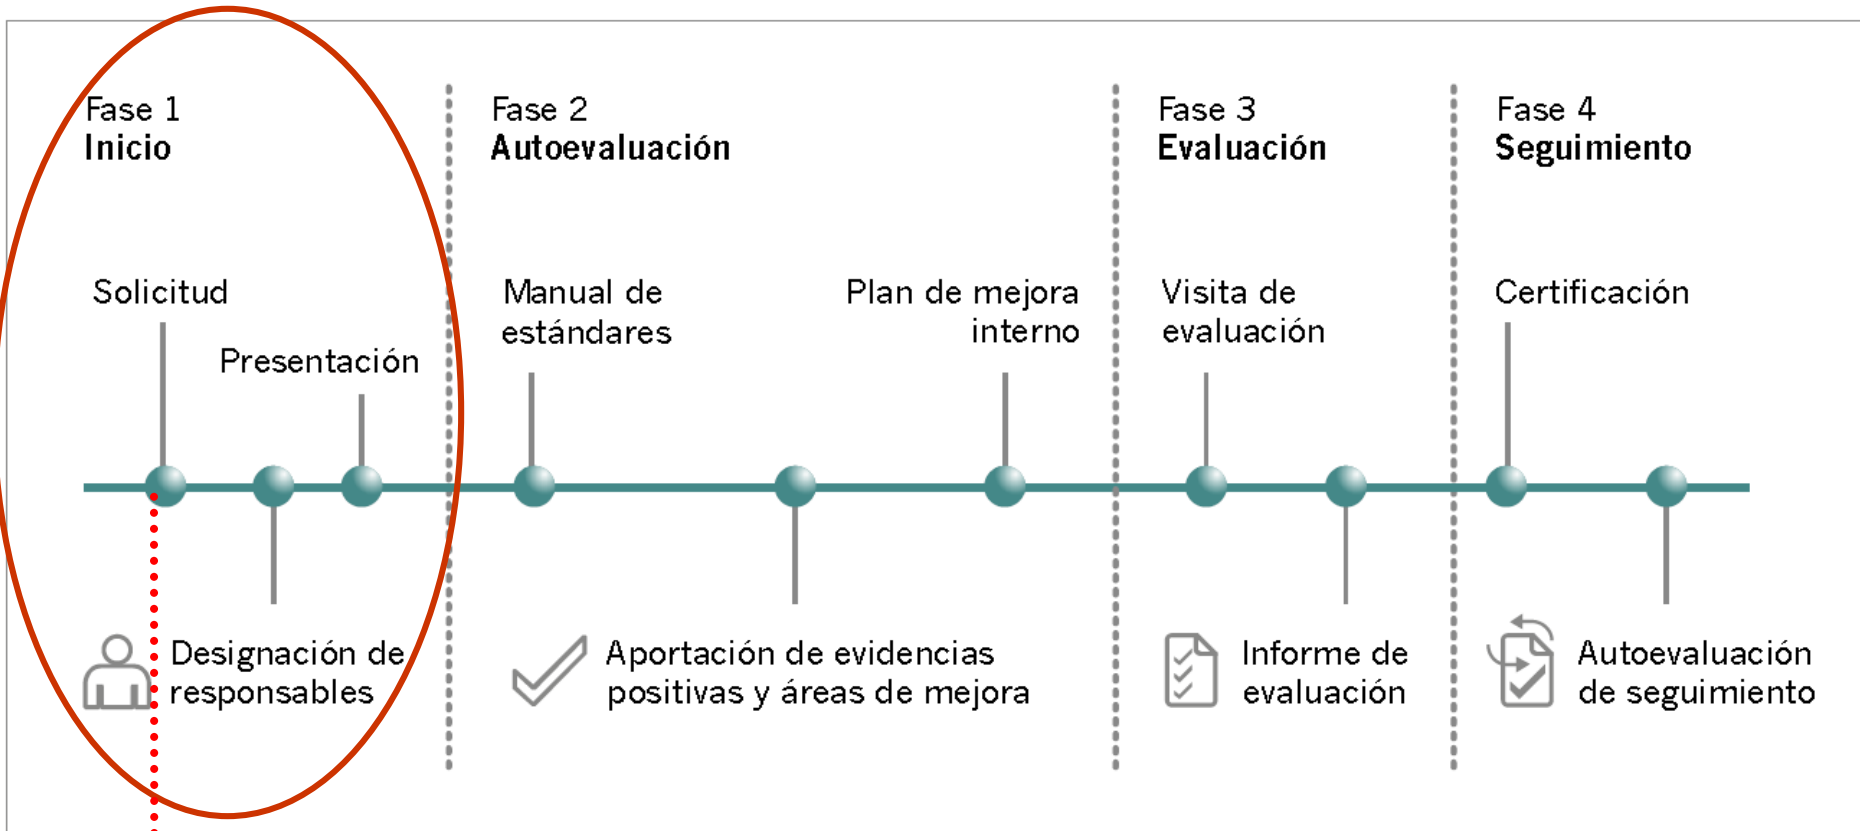 Fase 1
Inicio
Fase 2
Autoevaluación
Fase 3
Evaluación
Fase 4
Seguimiento
Solicitud
Presentación
Manual de
estándares
Plan de mejora
interno
Visita de
evaluación
Certificación
Designación de
responsables
Aportación de evidencias
positivas y áreas de mejora
Informe de
evaluación
Autoevaluación
de seguimiento